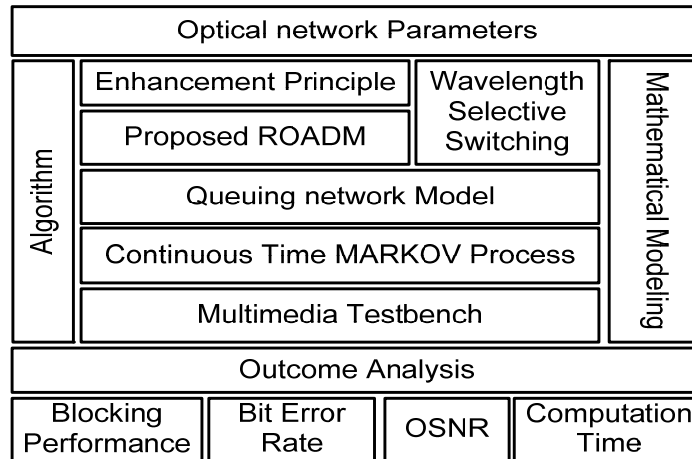 Optical network Parameters
Algorithm
Enhancement Principle
Proposed ROADM
Wavelength
Selective
Switching
Queuing network Model
Continuous Time MARKOV Process
Multimedia Testbench
Mathematical Modeling
Outcome Analysis
Blocking
Performance
Bit Error
Rate
OSNR
Computation
Time